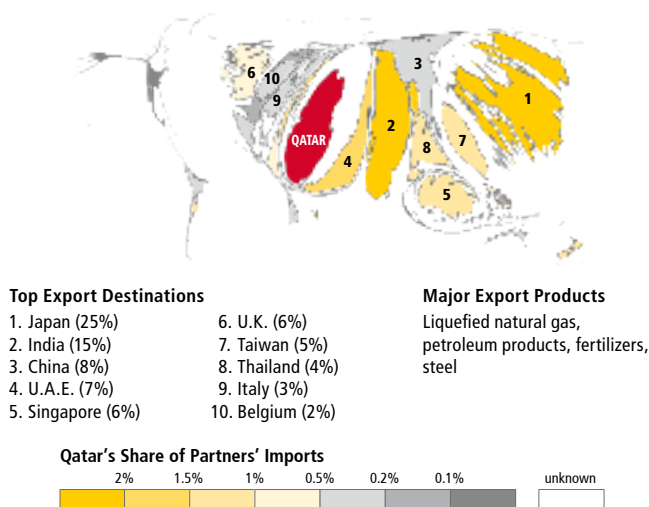 6
10
9
3
1
QATAR
2
4
8
7
5
Top Export Destinations
1. Japan (25%)
2. India (15%)
3. China (8%)
4. U.A.E. (7%)
5. Singapore (6%)
6. U.K. (6%)
7. Taiwan (5%)
8. Thailand (4%)
9. Italy (3%)
10. Belgium (2%)
Major Export Products
Liquefied natural gas,
petroleum products, fertilizers,
steel
Qatar's Share of Partners' Imports
2% 1.5% 1% 0.5% 0.2% 0.1% unknown